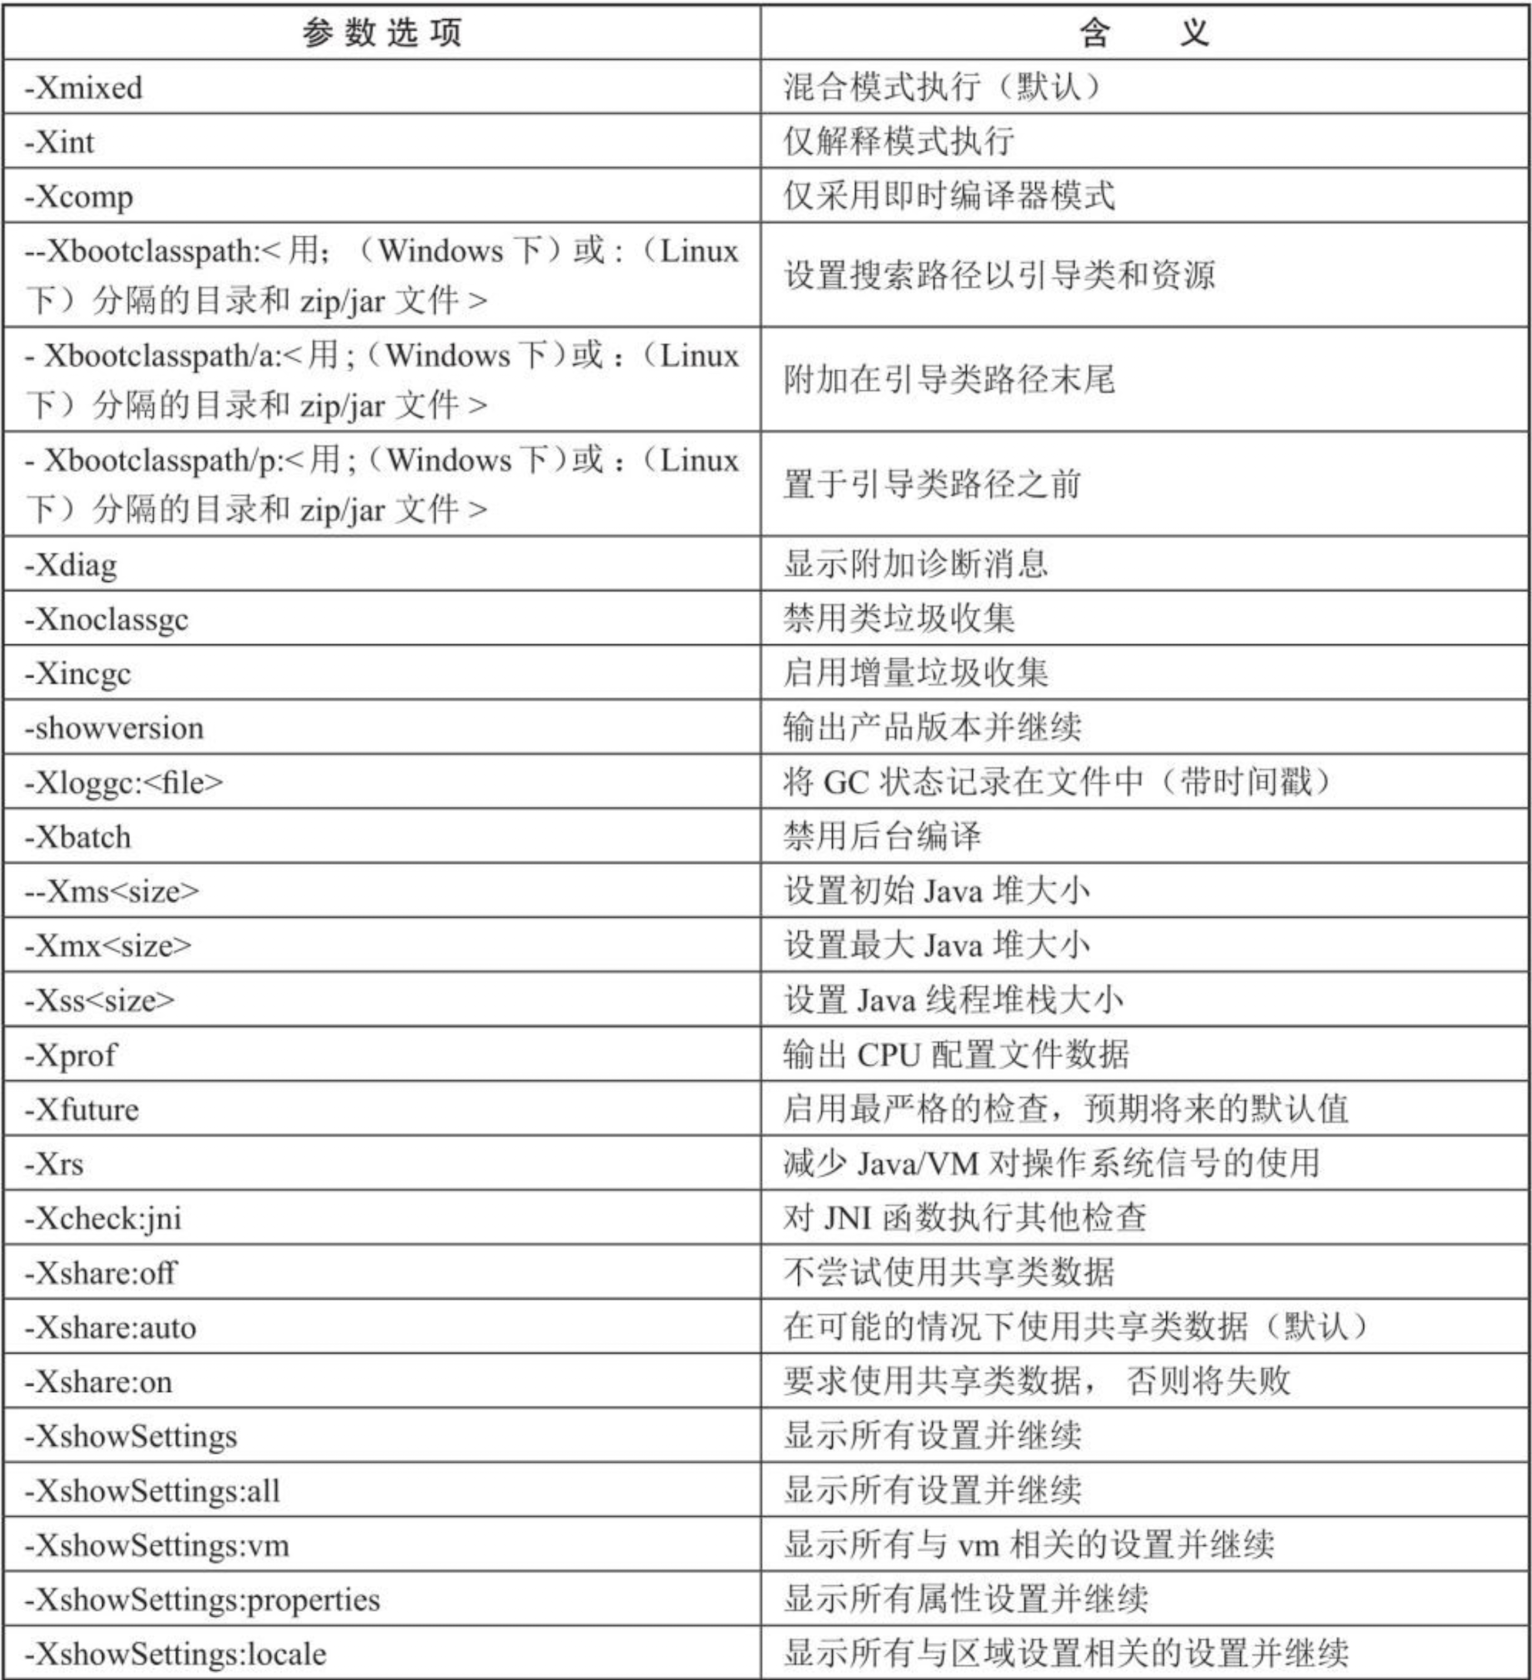 参数选项 含 义
-Xmixed 混合模式执行（默认）
-Xint 仅解释模式执行
-Xcomp 仅采用即时编译器模式
--Xbootclasspath:<用；（Windows 下）或：（Linux
下）分隔的目录和 zip/jar 文件 >
设置搜索路径以引导类和资源
- Xbootclasspath/a:<用；（Windows 下）或：（Linux
下）分隔的目录和 zip/jar 文件 >
附加在引导类路径末尾
- Xbootclasspath/p:<用；（Windows 下）或：（Linux
下）分隔的目录和 zip/jar 文件 >
置于引导类路径之前
-Xdiag 显示附加诊断消息
-Xnoclassgc 禁用类垃圾收集
-Xincgc 启用增量垃圾收集
-showversion 输出产品版本并继续
-Xloggc:<file> 将 GC 状态记录在文件中（带时间戳）
-Xbatch 禁用后台编译
--Xms<size> 设置初始 Java 堆大小
-Xmx<size> 设置最大 Java 堆大小
-Xss<size> 设置 Java 线程堆栈大小
-Xprof 输出 CPU 配置文件数据
-Xfuture 启用最严格的检查，预期将来的默认值
-Xrs 减少 Java/VM 对操作系统信号的使用
-Xcheck:jni 对 JNI 函数执行其他检查
-Xshare:off 不尝试使用共享类数据
-Xshare:auto 在可能的情况下使用共享类数据（默认）
-Xshare:on 要求使用共享类数据， 否则将失败
-XshowSettings 显示所有设置并继续
-XshowSettings:all 显示所有设置并继续
-XshowSettings:vm 显示所有与 vm 相关的设置并继续
-XshowSettings:properties 显示所有属性设置并继续
-XshowSettings:locale 显示所有与区域设置相关的设置并继续